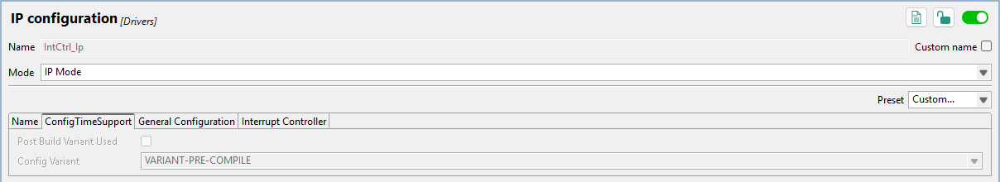 IP configuration [Drivers]
Name IntCtrl_Ip Custom name
Mode IP Mode
Preset Custom...
Name ConfigTimeSupport General Configuration Interrupt Controller
Post Build Variant Used
Config Variant VARIANT-PRE-COMPILE